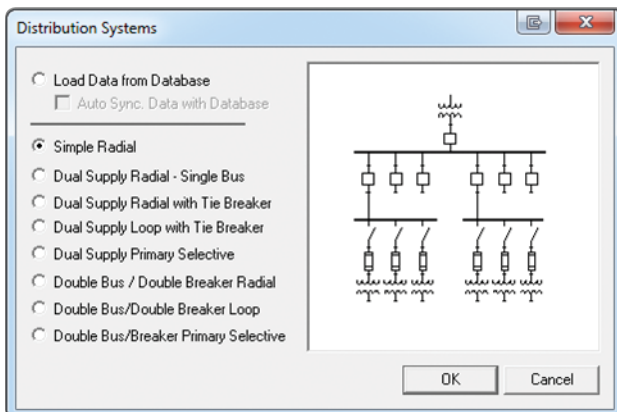 Distribution Systems
Load Data from Database
Auto Sync. Data with Database
Simple Radial
Dual Supply Radial - Single Bus
Dual Supply Radial with Tie Breaker
Dual Supply Loop with Tie Breaker
Dual Supply Primary Selective
Double Bus / Double Breaker Radial
Double Bus/Double Breaker Loop
Double Bus/Breaker Primary Selective
OK
Cancel